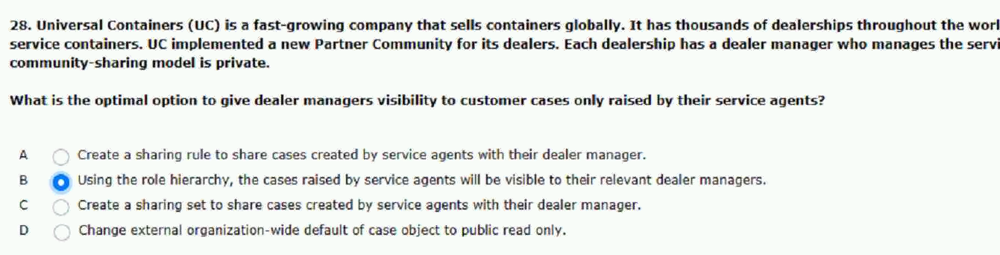 28. Universal Containers (UC) is a fast-growing company that sells containers globally. It has thousands of dealerships throughout the
service containers. UC implemented a new Partner Community for its dealers. Each dealership has a dealer manager who manages the
community-sharing model is private.
What is the optimal option to give dealer managers visibility to customer cases only raised by their service agents?
A Create a sharing rule to share cases created by service agents with their dealer manager.
B Using the role hierarchy, the cases raised by service agents will be visible to their relevant dealer managers.
C Create a sharing set to share cases created by service agents with their dealer manager.
D Change external organization-wide default of case object to public read only.